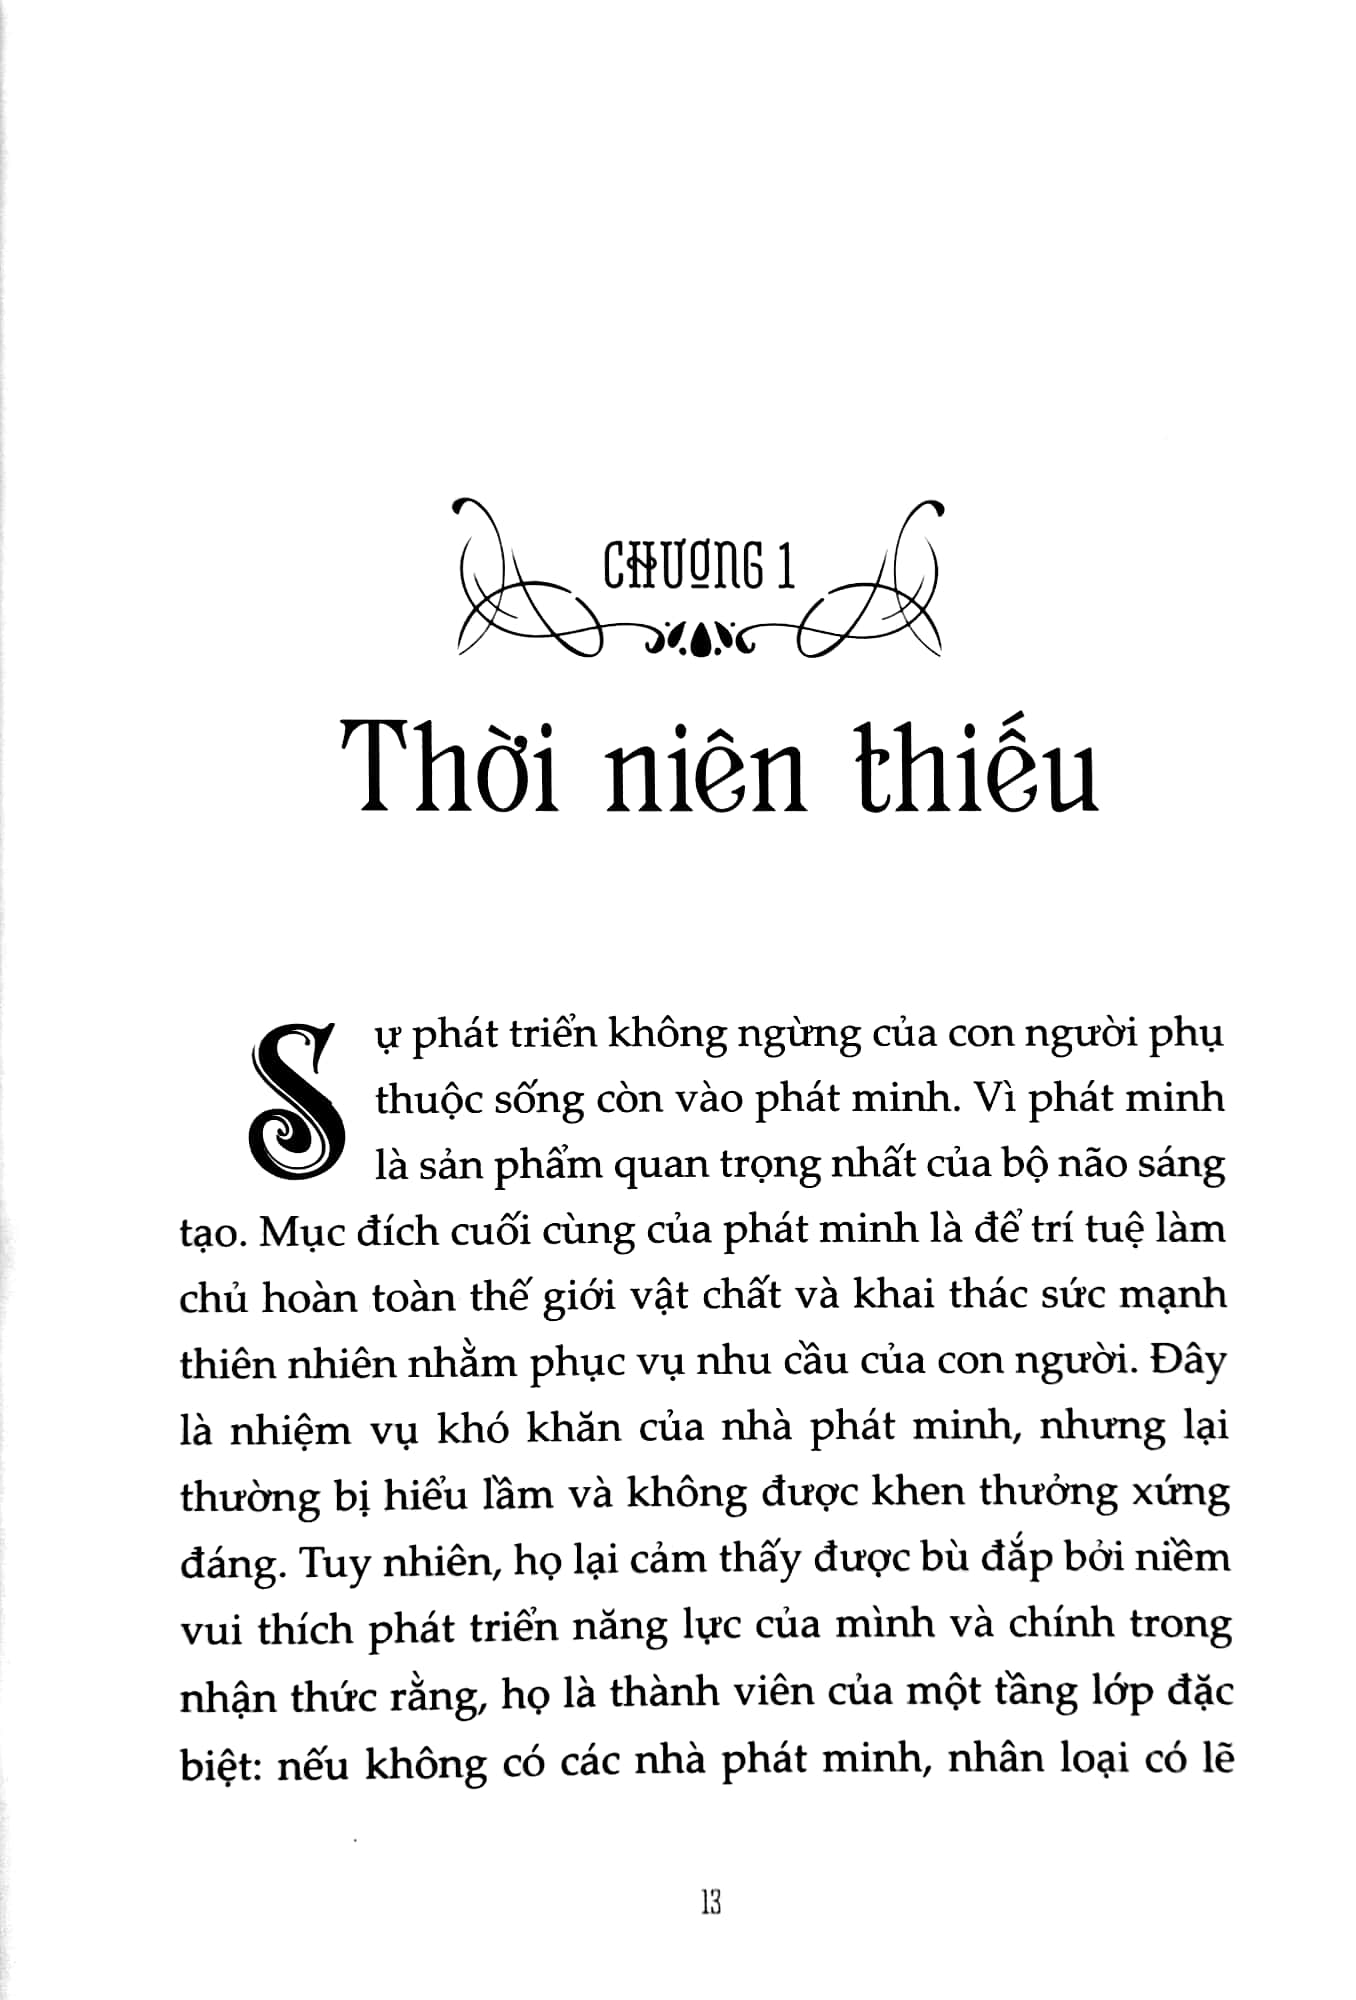 CHƯƠNG 1
Thời niên thiếu
Sự phát triển không ngừng của con người phụ
thuộc sống còn vào phát minh. Vì phát minh
là sản phẩm quan trọng nhất của bộ não sáng
tạo. Mục đích cuối cùng của phát minh là để trí tuệ làm
chủ hoàn toàn thế giới vật chất và khai thác sức mạnh
thiên nhiên nhằm phục vụ nhu cầu của con người. Đây
là nhiệm vụ khó khăn của nhà phát minh, nhưng lại
thường bị hiểu lầm và không được khen thưởng xứng
đáng. Tuy nhiên, họ lại cảm thấy được bù đắp bởi niềm
vui thích phát triển năng lực của mình và chính trong
nhận thức rằng, họ là thành viên của một tầng lớp đặc
biệt: nếu không có các nhà phát minh, nhân loại có lẽ
13